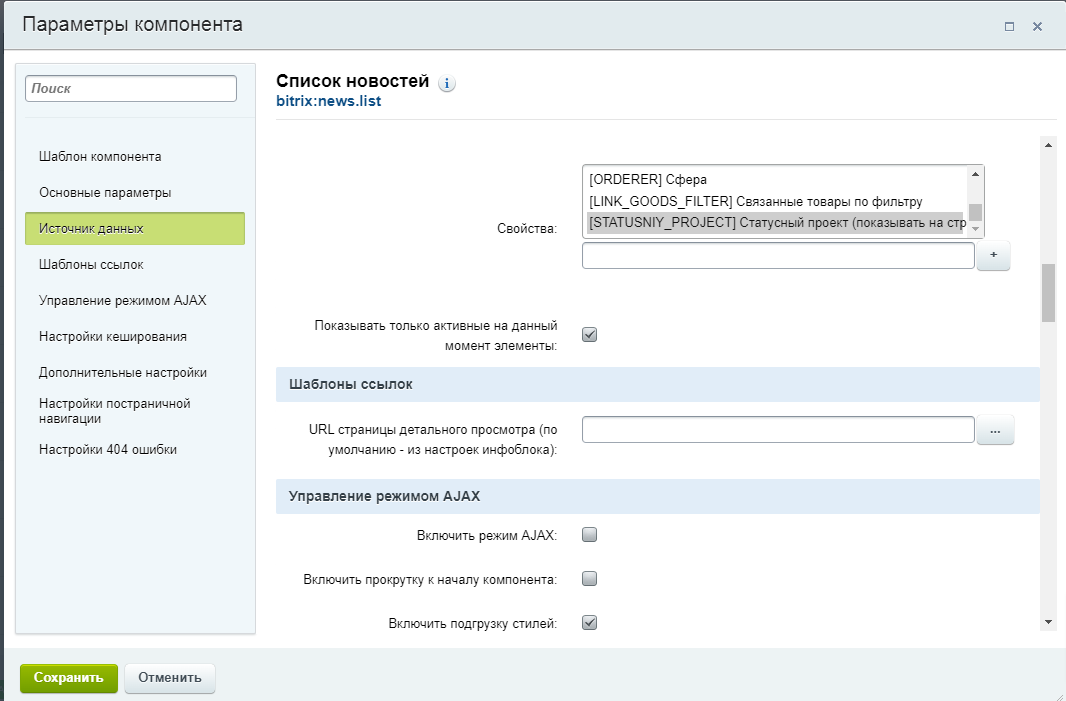 Параметры компонента
Поиск
Шаблон компонента
Основные параметры
Источник данных
Шаблоны ссылок
Управление режимом AJAX
Настройки кеширования
Дополнительные настройки
Настройки постраничной
навигации
Настройки 404 ошибки
Список новостей
bitrix:news.list
[ORDERER] Сфера
[LINK_GOODS_FILTER] Связанные товары по фильтру
[STATUSNIY_PROJECT] Статусный проект (показывать на стр
Свойства:
+
Показывать только активные на данный
момент элементы:
Шаблоны ссылок
URL страницы детального просмотра (по
умолчанию - из настроек инфоблока):
...
Управление режимом AJAX
Включить режим AJAX:
Включить прокрутку к началу компонента:
Включить подгрузку стилей:
Сохранить
Отменить